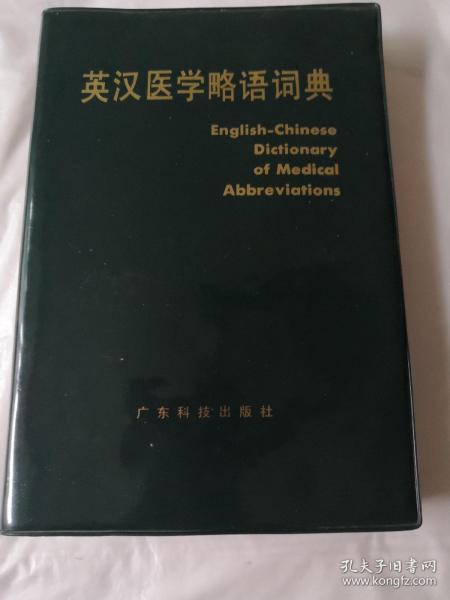 英汉医学略语词典
English-Chinese
Dictionary
of Medical
Abbreviations
广东科技出版社
孔夫子旧书网
www.kongfz.com